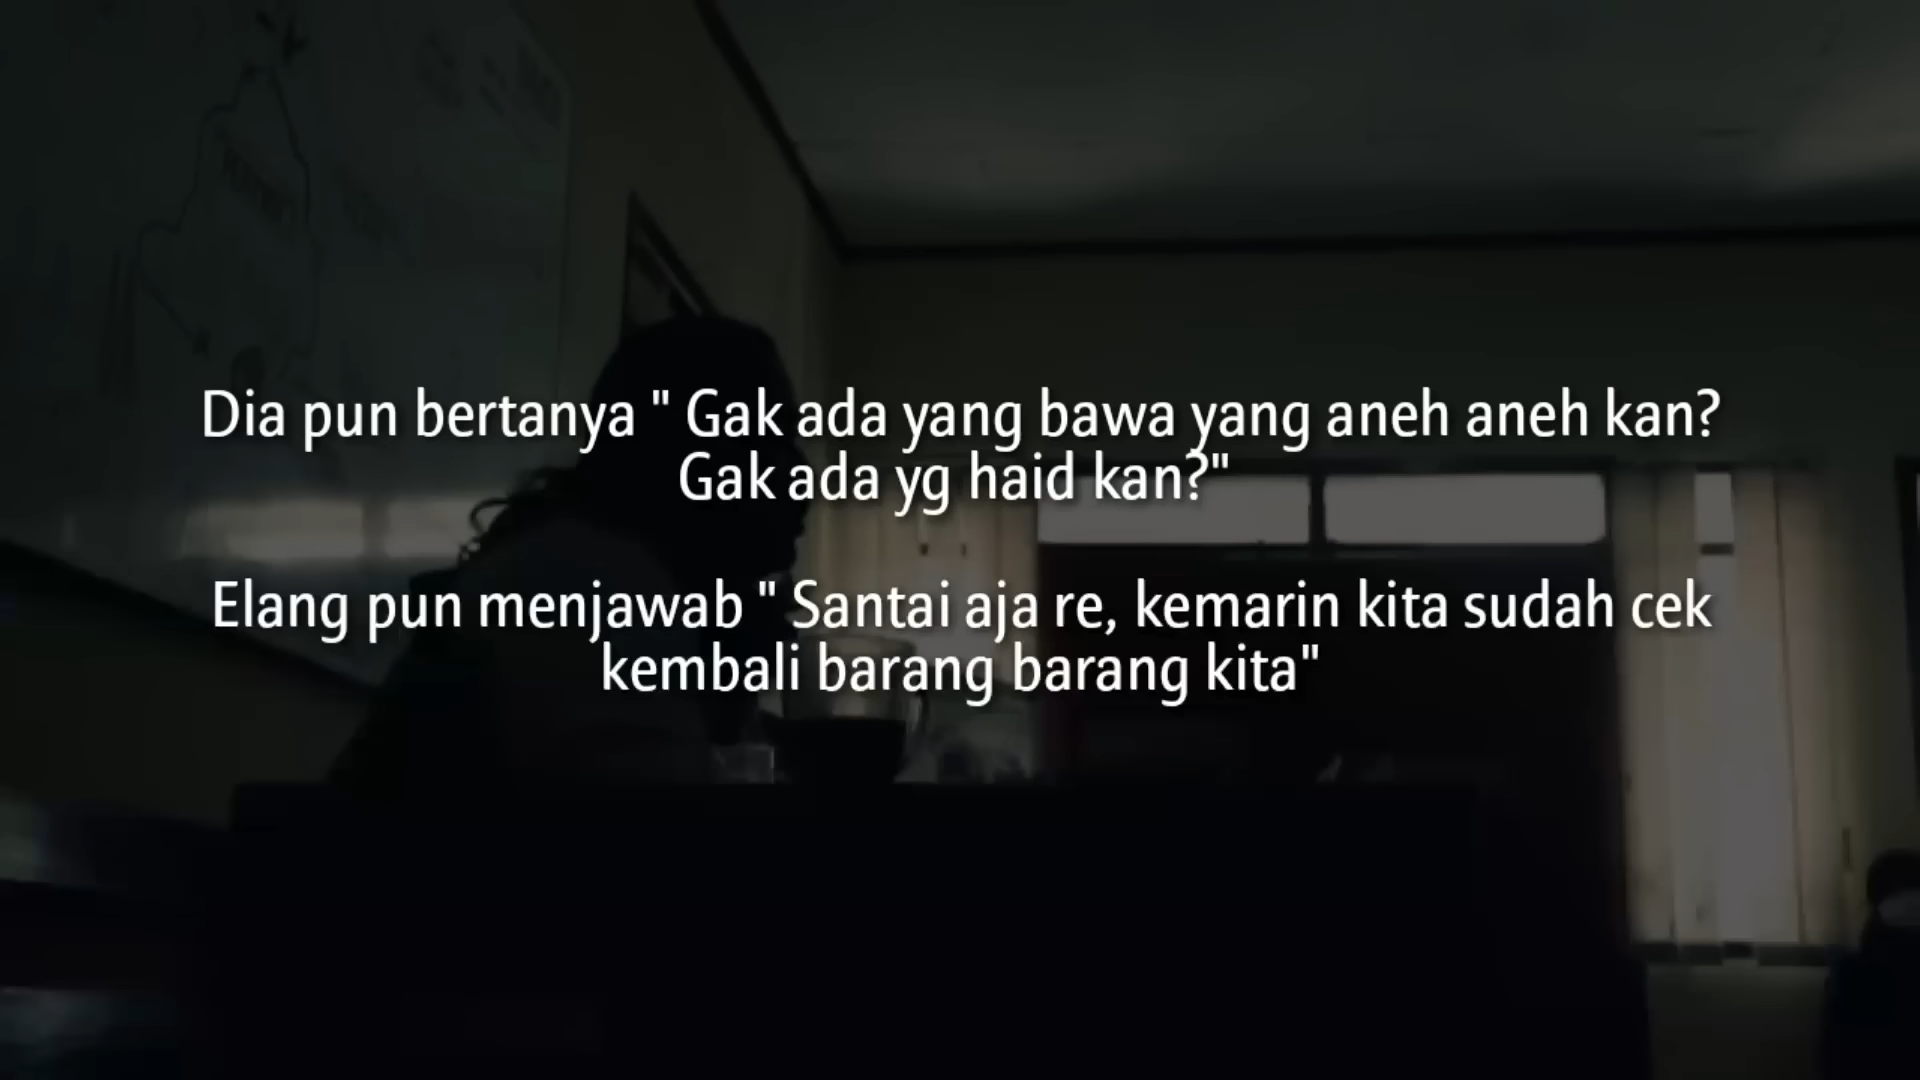 Dia pun bertanya " Gak ada yang bawa yang aneh aneh kan?
Gak ada yg haid kan?"
Elang pun menjawab " Santai aja re, kemarin kita sudah cek
kembali barang barang kita"